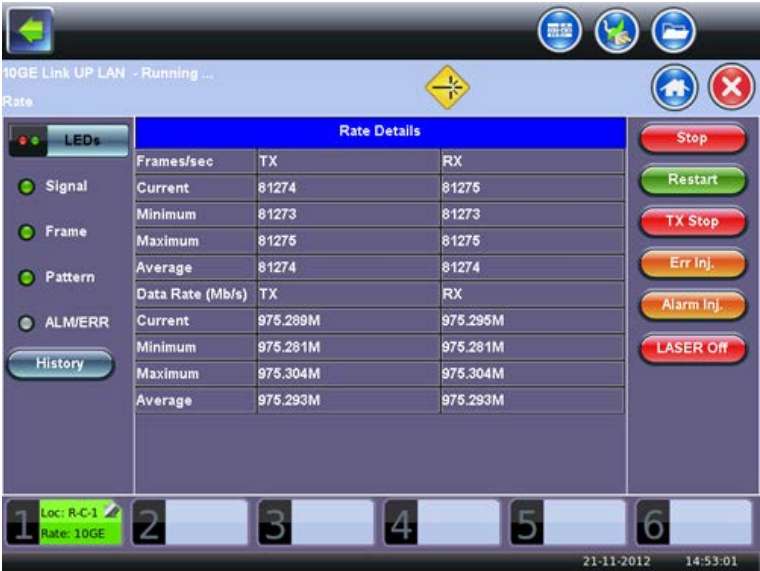 10GE Link UP LAN - Running ...
Rate
LEDs
Signal
Frame
Pattern
ALM/ERR
History
Rate Details
Frames/sec TX RX
Current 81274 81275
Minimum 81273 81273
Maximum 81275 81275
Average 81274 81274
Data Rate (Mb/s) TX RX
Current 975.289M 975.295M
Minimum 975.281M 975.281M
Maximum 975.304M 975.304M
Average 975.293M 975.293M
Stop
Restart
TX Stop
Err Inj.
Alarm Inj.
LASER Off
1 Loc: R-C-1
Rate: 10GE
2
3
4
5
6
21-11-2012 14:53:01